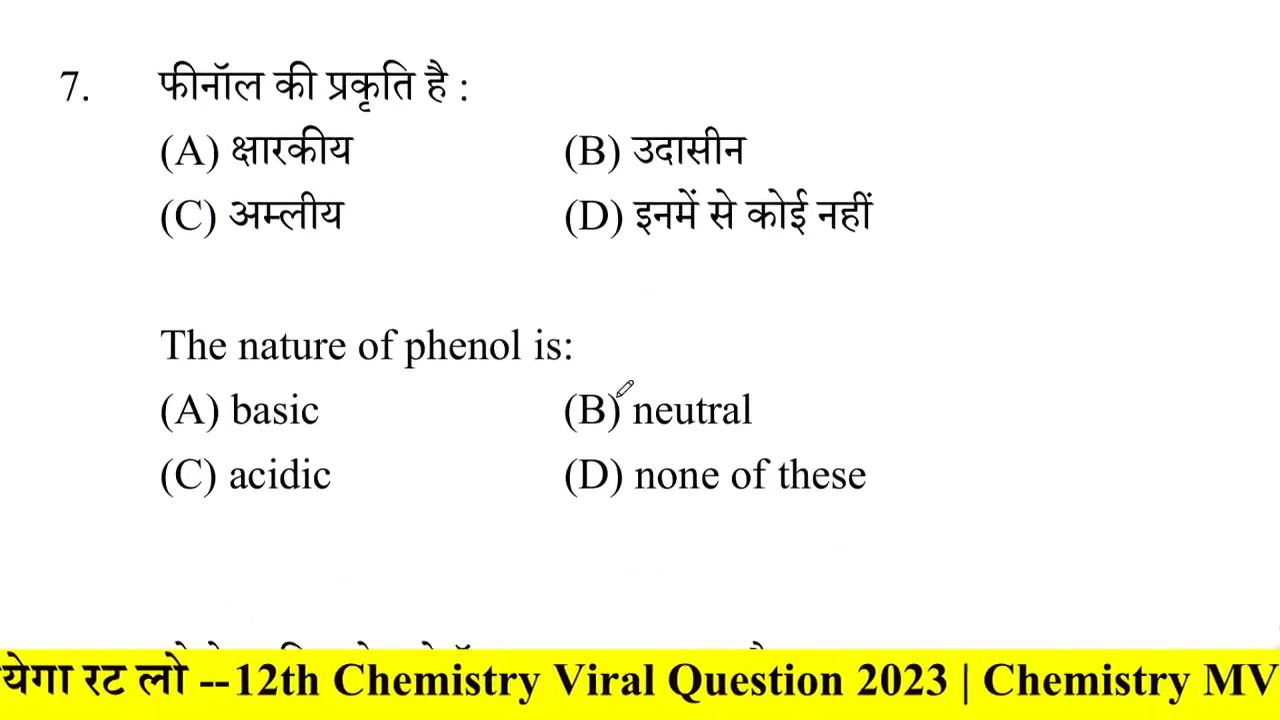 7. फीनॉल की प्रकृति है :
(A) क्षारकीय (B) उदासीन
(C) अम्लीय (D) इनमें से कोई नहीं
The nature of phenol is:
(A) basic (B) neutral
(C) acidic (D) none of these
रट लो --12th Chemistry Viral Question 2023 | Chemistry MV